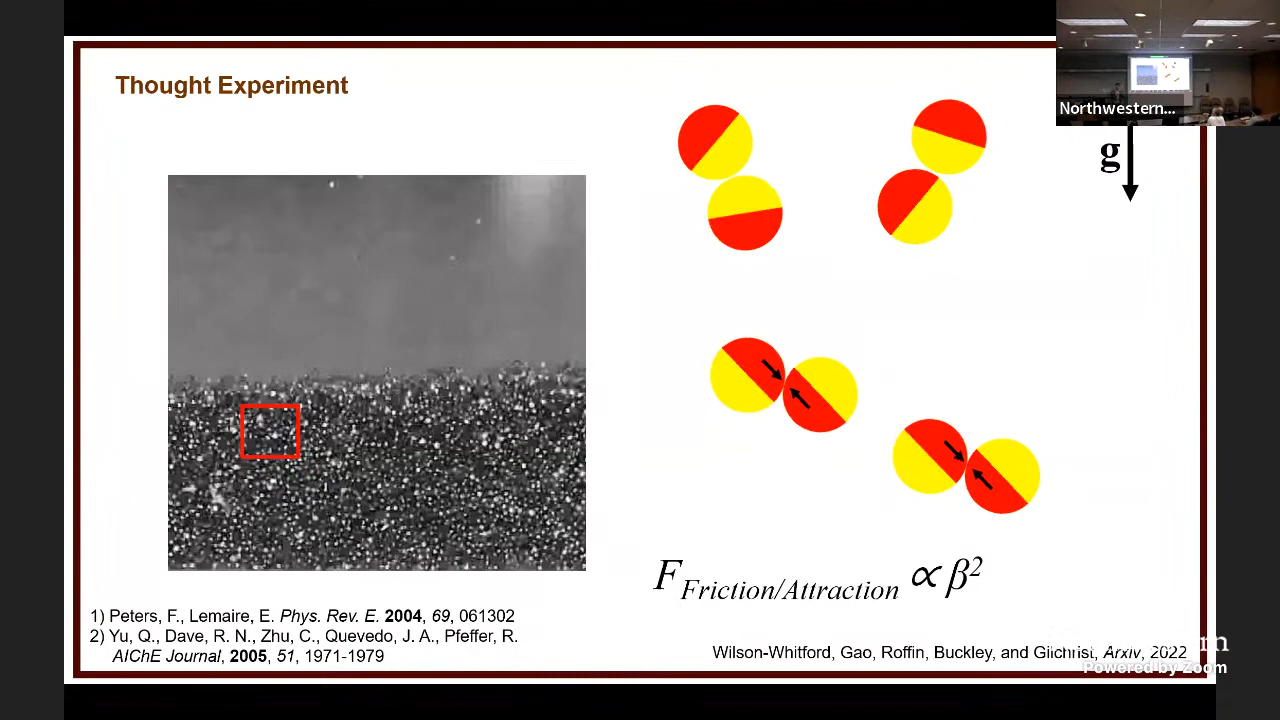 Thought Experiment
Northwestern...
g
F Friction/Attraction ∝ β²
1) Peters, F., Lemaire, E. Phys. Rev. E. 2004, 69, 061302
2) Yu, Q., Dave, R. N., Zhu, C., Quevedo, J. A., Pfeffer, R.
AIChE Journal, 2005, 51, 1971-1979
Wilson-Whitford, Gao, Roffin, Buckley, and Gilchrist, Arxiv, 2022
Powered by Zoom